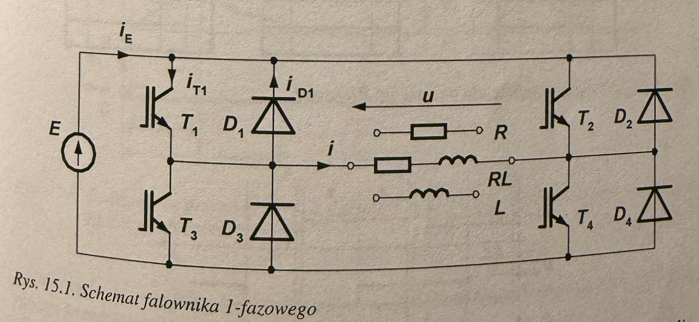 i_E
i_T1
i_D1
u
E
T_1
D_1
R
T_2
D_2
i
RL
L
T_3
D_3
T_4
D_4
Rys. 15.1. Schemat falownika 1-fazowego